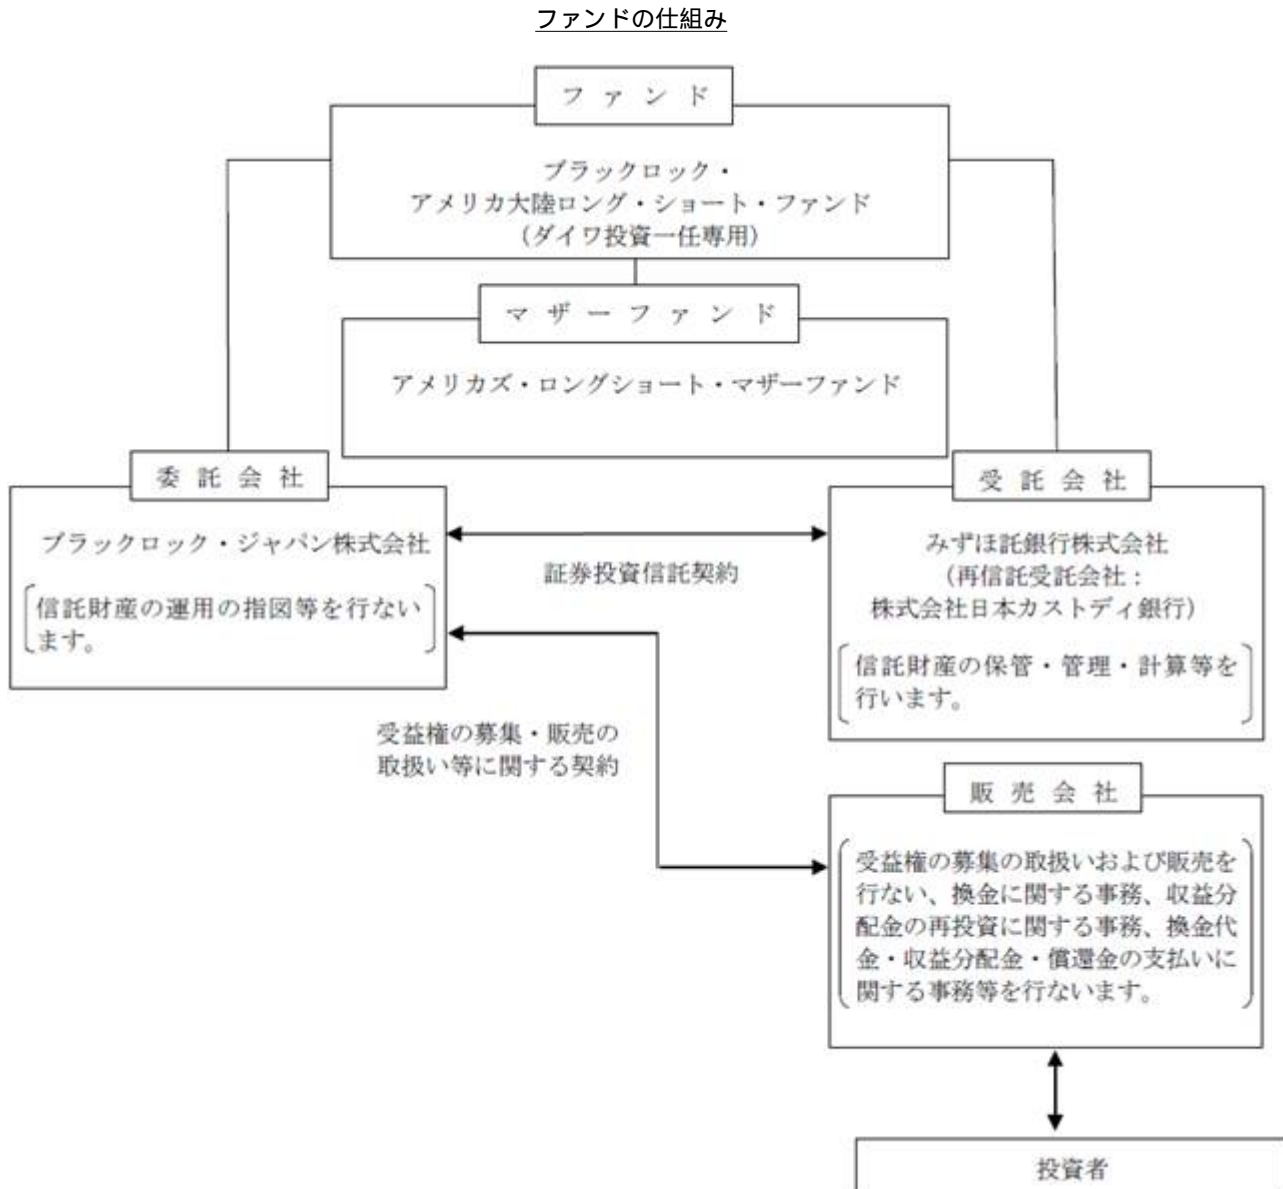 ファンドの仕組み
ファンド
ブラックロック・
アメリカ大陸ロング・ショート・ファンド
（ダイワ投資一任専用）
マザーファンド
アメリカズ・ロングショート・マザーファンド
委託会社
ブラックロック・ジャパン株式会社
信託財産の運用の指図等を行ない
ます。
証券投資信託契約
受託会社
みずほ託銀行株式会社
（再信託受託会社：
株式会社日本カストディ銀行）
信託財産の保管・管理・計算等を
行います。
受益権の募集・販売の
取扱い等に関する契約
販売会社
受益権の募集の取扱いおよび販売を
行ない、換金に関する事務、収益分
配金の再投資に関する事務、換金代
金・収益分配金・償還金の支払いに
関する事務等を行ないます。
投資者